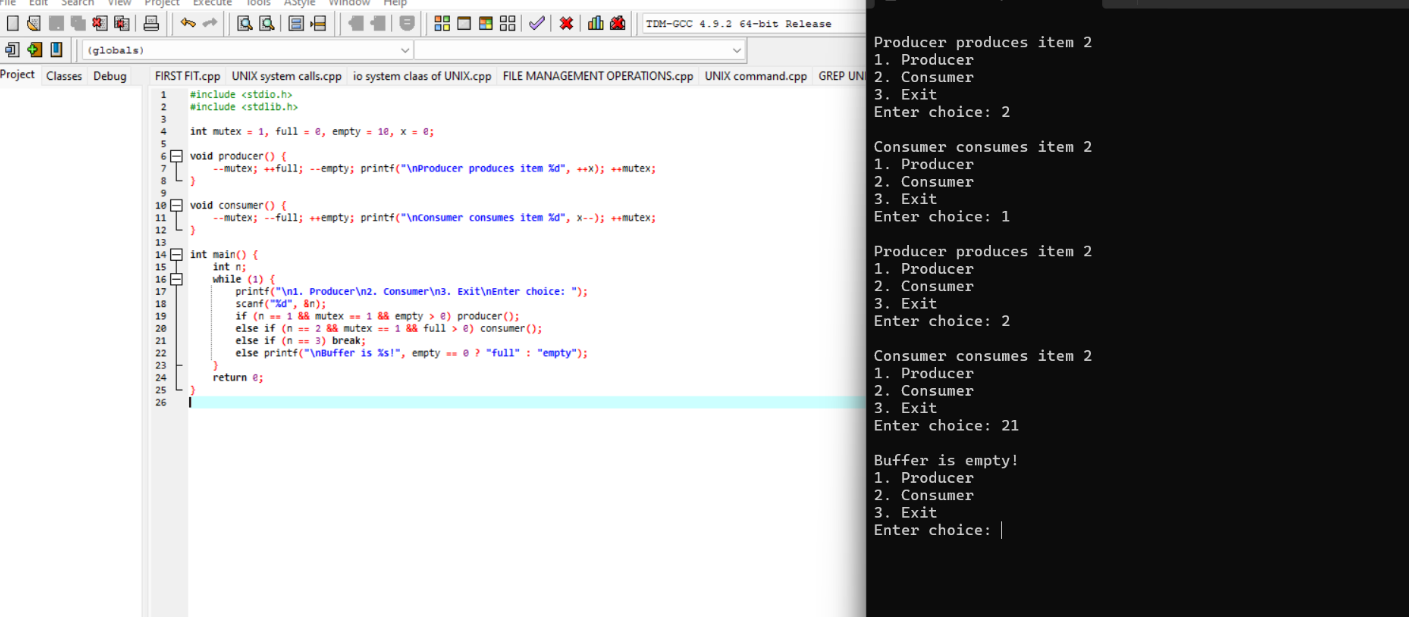 File Edit Search View Project Execute Tools AStyle Window Help
TDM-GCC 4.9.2 64-bit Release
(globals)
Project Classes Debug
FIRST FIT.cpp UNIX system calls.cpp io system claas of UNIX.cpp FILE MANAGEMENT OPERATIONS.cpp UNIX command.cpp GREP UNI
1 #include <stdio.h>
2 #include <stdlib.h>
3
4 int mutex = 1, full = 0, empty = 10, x = 0;
5
6 void producer() {
7 --mutex; ++full; --empty; printf("\nProducer produces item %d", ++x); ++mutex;
8 }
9
10 void consumer() {
11 --mutex; --full; ++empty; printf("\nConsumer consumes item %d", x--); ++mutex;
12 }
13
14 int main() {
15 int n;
16 while (1) {
17 printf("\n1. Producer\n2. Consumer\n3. Exit\nEnter choice: ");
18 scanf("%d", &n);
19 if (n == 1 && mutex == 1 && empty > 0) producer();
20 else if (n == 2 && mutex == 1 && full > 0) consumer();
21 else if (n == 3) break;
22 else printf("\nBuffer is %s!", empty == 0 ? "full" : "empty");
23 }
24 return 0;
25 }
26
Producer produces item 2
1. Producer
2. Consumer
3. Exit
Enter choice: 2
Consumer consumes item 2
1. Producer
2. Consumer
3. Exit
Enter choice: 1
Producer produces item 2
1. Producer
2. Consumer
3. Exit
Enter choice: 2
Consumer consumes item 2
1. Producer
2. Consumer
3. Exit
Enter choice: 21
Buffer is empty!
1. Producer
2. Consumer
3. Exit
Enter choice: